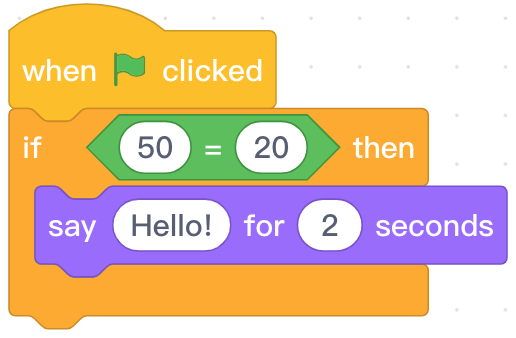 when clicked
if 50 = 20 then
say Hello! for 2 seconds